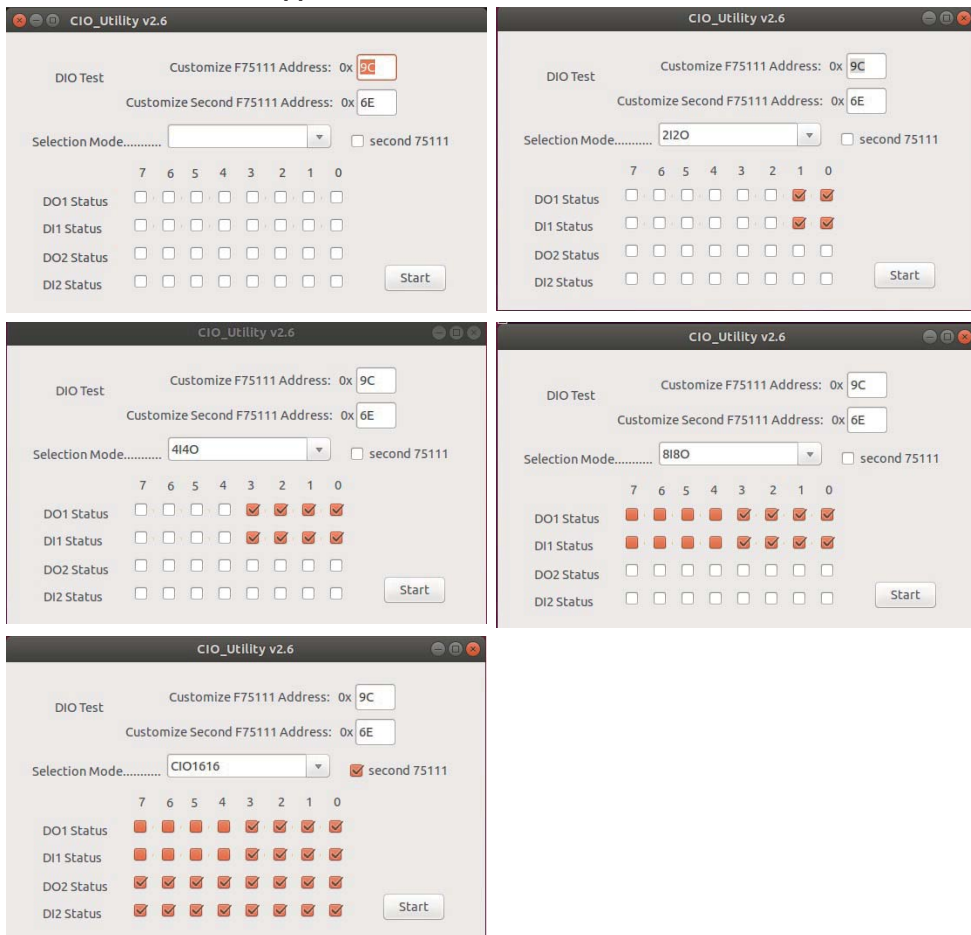 CIO_Utility v2.6
DIO Test
Customize F75111 Address: 0x 9C
Customize Second F75111 Address: 0x 6E
Selection Mode...........
second 75111
7 6 5 4 3 2 1 0
DO1 Status
DI1 Status
DO2 Status
DI2 Status
Start
CIO_Utility v2.6
DIO Test
Customize F75111 Address: 0x 9C
Customize Second F75111 Address: 0x 6E
Selection Mode........... 2I2O
second 75111
7 6 5 4 3 2 1 0
DO1 Status
DI1 Status
DO2 Status
DI2 Status
Start
CIO_Utility v2.6
DIO Test
Customize F75111 Address: 0x 9C
Customize Second F75111 Address: 0x 6E
Selection Mode........... 4I4O
second 75111
7 6 5 4 3 2 1 0
DO1 Status
DI1 Status
DO2 Status
DI2 Status
Start
CIO_Utility v2.6
DIO Test
Customize F75111 Address: 0x 9C
Customize Second F75111 Address: 0x 6E
Selection Mode........... 8I8O
second 75111
7 6 5 4 3 2 1 0
DO1 Status
DI1 Status
DO2 Status
DI2 Status
Start
CIO_Utility v2.6
DIO Test
Customize F75111 Address: 0x 9C
Customize Second F75111 Address: 0x 6E
Selection Mode........... CIO1616
second 75111
7 6 5 4 3 2 1 0
DO1 Status
DI1 Status
DO2 Status
DI2 Status
Start